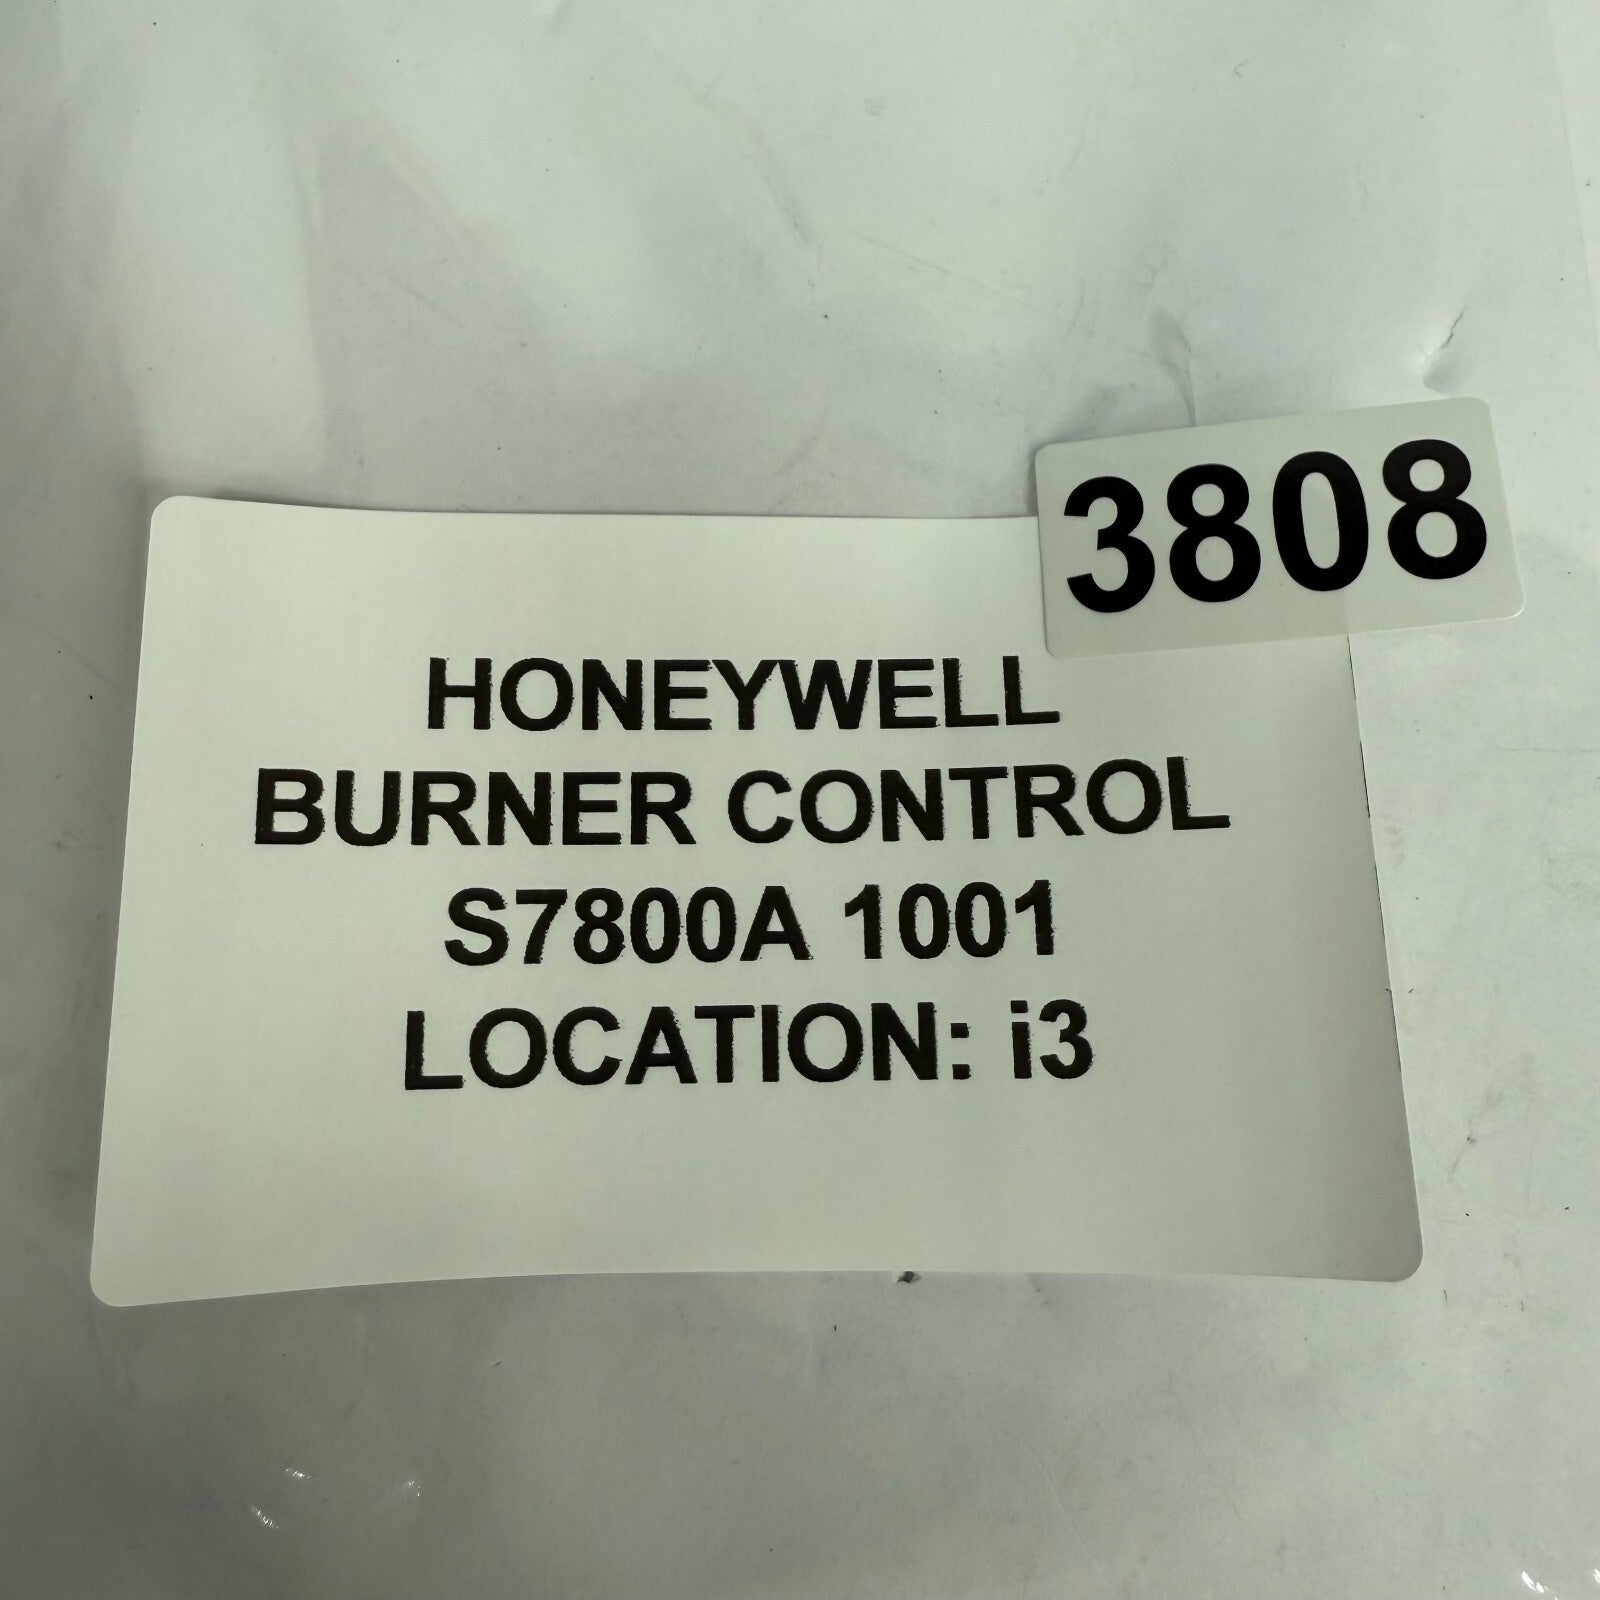 3808
HONEYWELL
BURNER CONTROL
S7800A 1001
LOCATION: i3